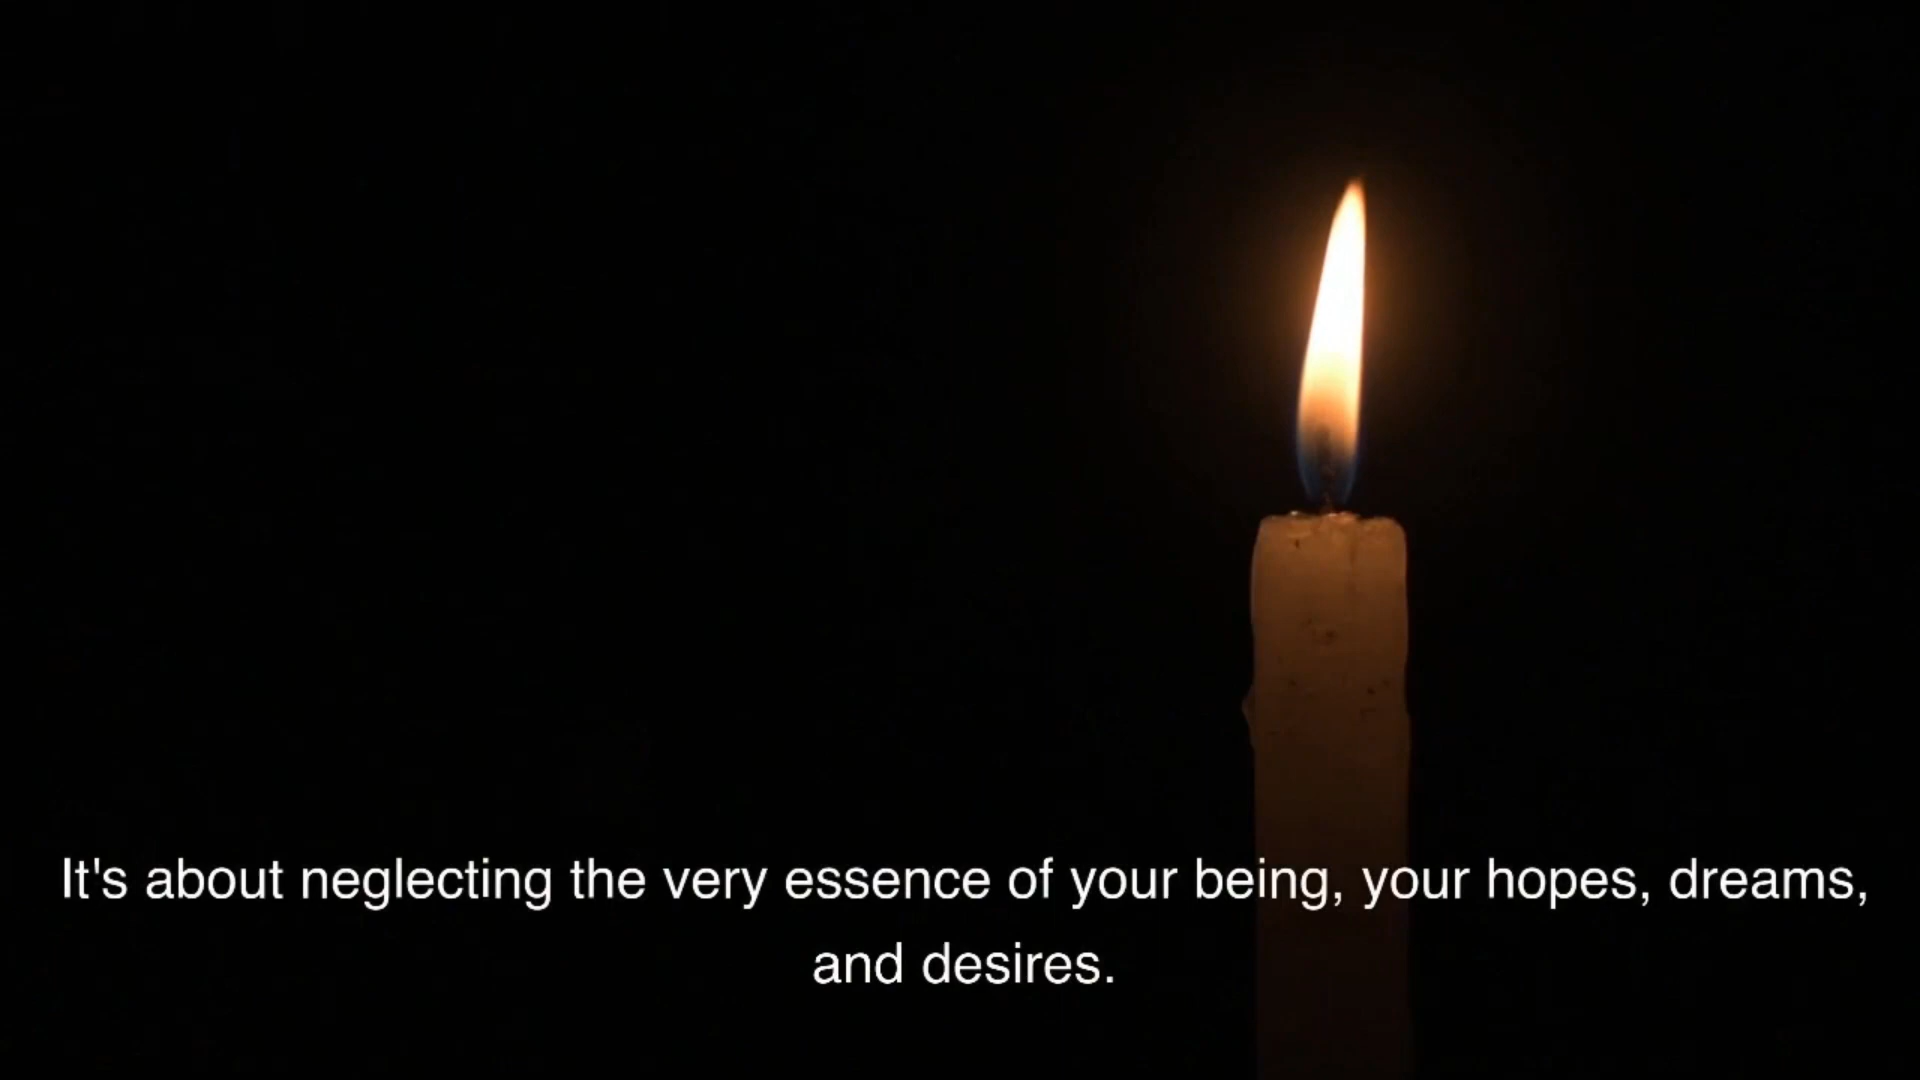 It's about neglecting the very essence of your being, your hopes, dreams,
and desires.